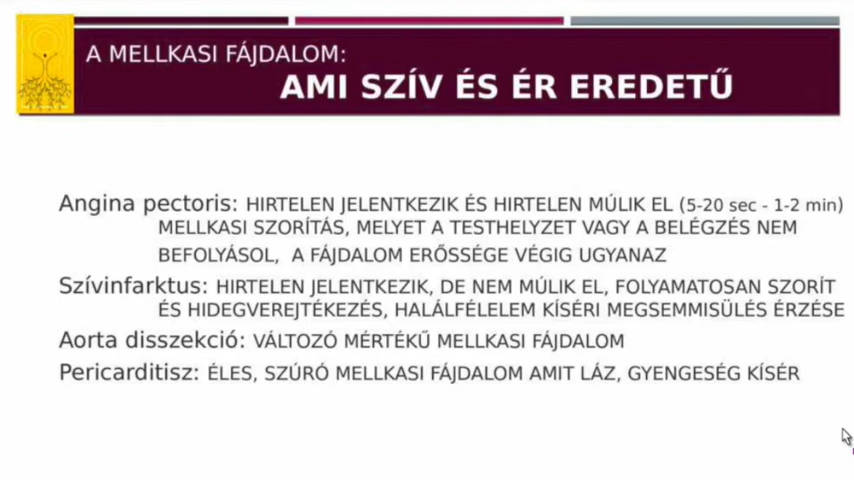 A MELLKASI FÁJDALOM:
AMI SZÍV ÉS ÉR EREDETŰ
Angina pectoris: HIRTELEN JELENTKEZIK ÉS HIRTELEN MÚLIK EL (5-20 sec - 1-2 min)
MELLKASI SZORÍTÁS, MELYET A TESTHELYZET VAGY A BELÉGZÉS NEM
BEFOLYÁSOL, A FÁJDALOM ERŐSSÉGE VÉGIG UGYANAZ
Szívinfarktus: HIRTELEN JELENTKEZIK, DE NEM MÚLIK EL, FOLYAMATOSAN SZORÍT
ÉS HIDEGVEREJTÉKEZÉS, HALÁLFÉLELEM KÍSÉRI MEGSEMMISÜLÉS ÉRZÉSE
Aorta disszekció: VÁLTOZÓ MÉRTÉKŰ MELLKASI FÁJDALOM
Pericarditisz: ÉLES, SZÚRÓ MELLKASI FÁJDALOM AMIT LÁZ, GYENGESÉG KÍSÉR